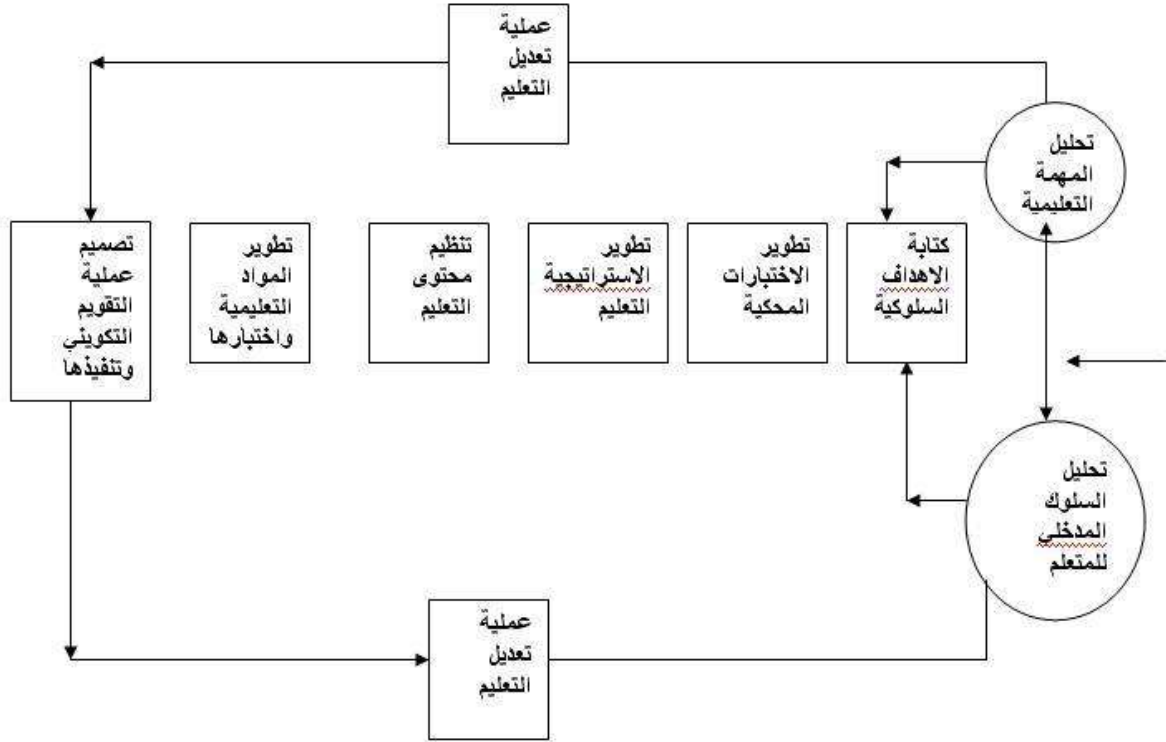 عملية
تعديل
التعليم
تحليل
المهمة
التعليمية
كتابة
الاهداف
السلوكية
تطوير
الاختبارات
المحكية
تطوير
الاستراتيجية
التعليم
تنظيم
محتوى
التعليم
تطوير
المواد
التعليمية
واختبارها
تصميم
عملية
التقويم
التكويني
وتنفيذها
تحليل
السلوك
المدخلي
للمتعلم
عملية
تعديل
التعليم